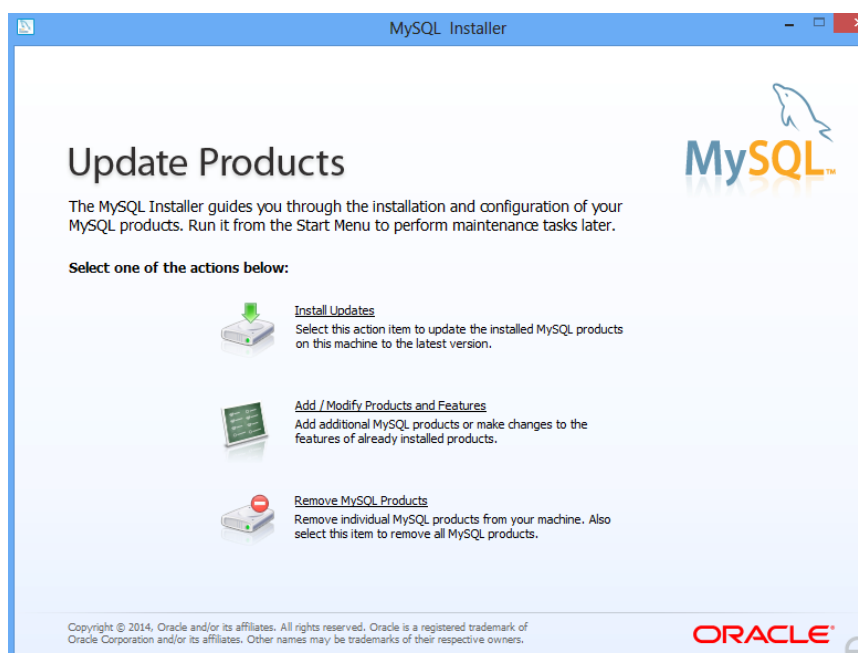 MySQL Installer
MySQL™
Update Products
The MySQL Installer guides you through the installation and configuration of your
MySQL products. Run it from the Start Menu to perform maintenance tasks later.
Select one of the actions below:
Install Updates
Select this action item to update the installed MySQL products
on this machine to the latest version.
Add / Modify Products and Features
Add additional MySQL products or make changes to the
features of already installed products.
Remove MySQL Products
Remove individual MySQL products from your machine. Also
select this item to remove all MySQL products.
Copyright © 2014, Oracle and/or its affiliates. All rights reserved. Oracle is a registered trademark of
Oracle Corporation and/or its affiliates. Other names may be trademarks of their respective owners.
ORACLE®